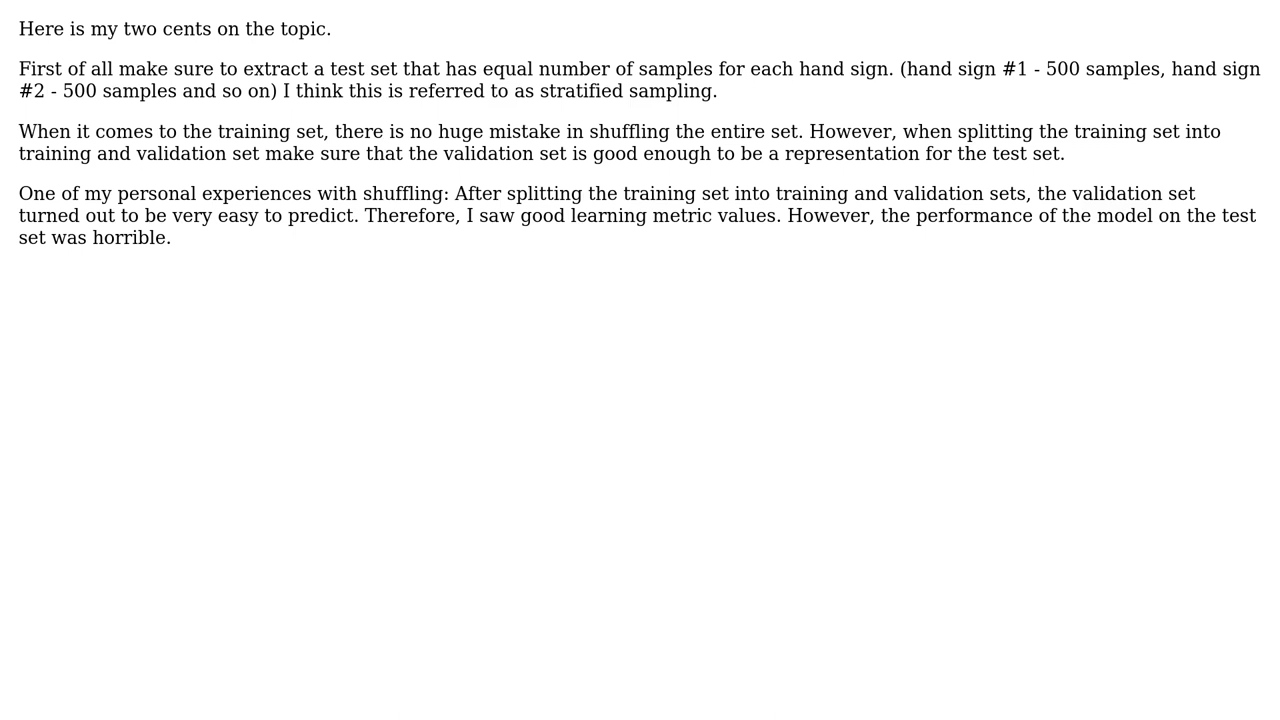 Here is my two cents on the topic.
First of all make sure to extract a test set that has equal number of samples for each hand sign. (hand sign #1 - 500 samples, hand sign
#2 - 500 samples and so on) I think this is referred to as stratified sampling.
When it comes to the training set, there is no huge mistake in shuffling the entire set. However, when splitting the training set into
training and validation set make sure that the validation set is good enough to be a representation for the test set.
One of my personal experiences with shuffling: After splitting the training set into training and validation sets, the validation set
turned out to be very easy to predict. Therefore, I saw good learning metric values. However, the performance of the model on the test
set was horrible.